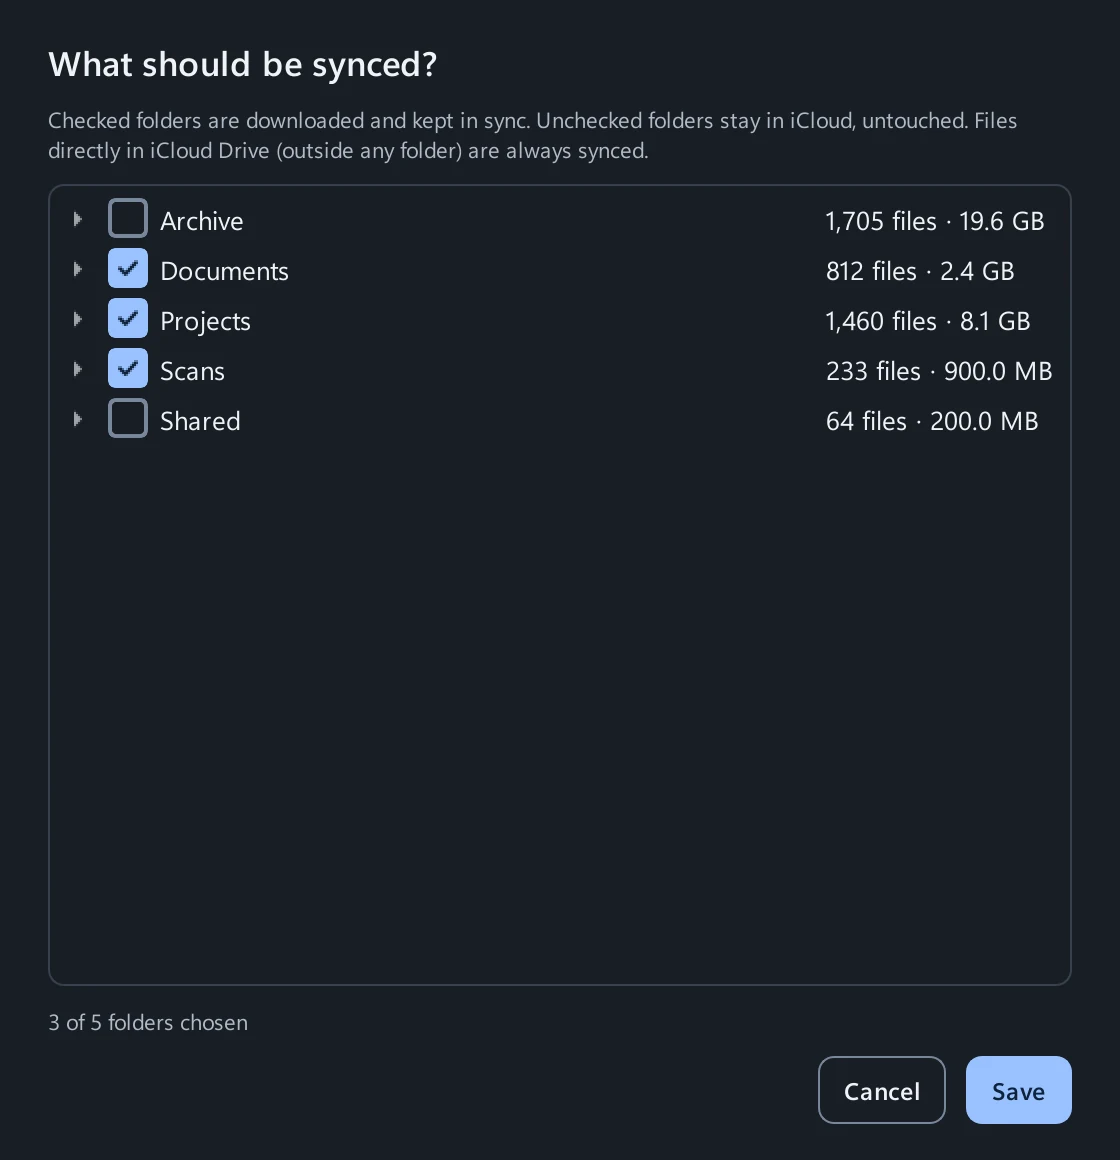 What should be synced?
Checked folders are downloaded and kept in sync. Unchecked folders stay in iCloud, untouched. Files
directly in iCloud Drive (outside any folder) are always synced.
Archive 1,705 files · 19.6 GB
Documents 812 files · 2.4 GB
Projects 1,460 files · 8.1 GB
Scans 233 files · 900.0 MB
Shared 64 files · 200.0 MB
3 of 5 folders chosen
Cancel Save